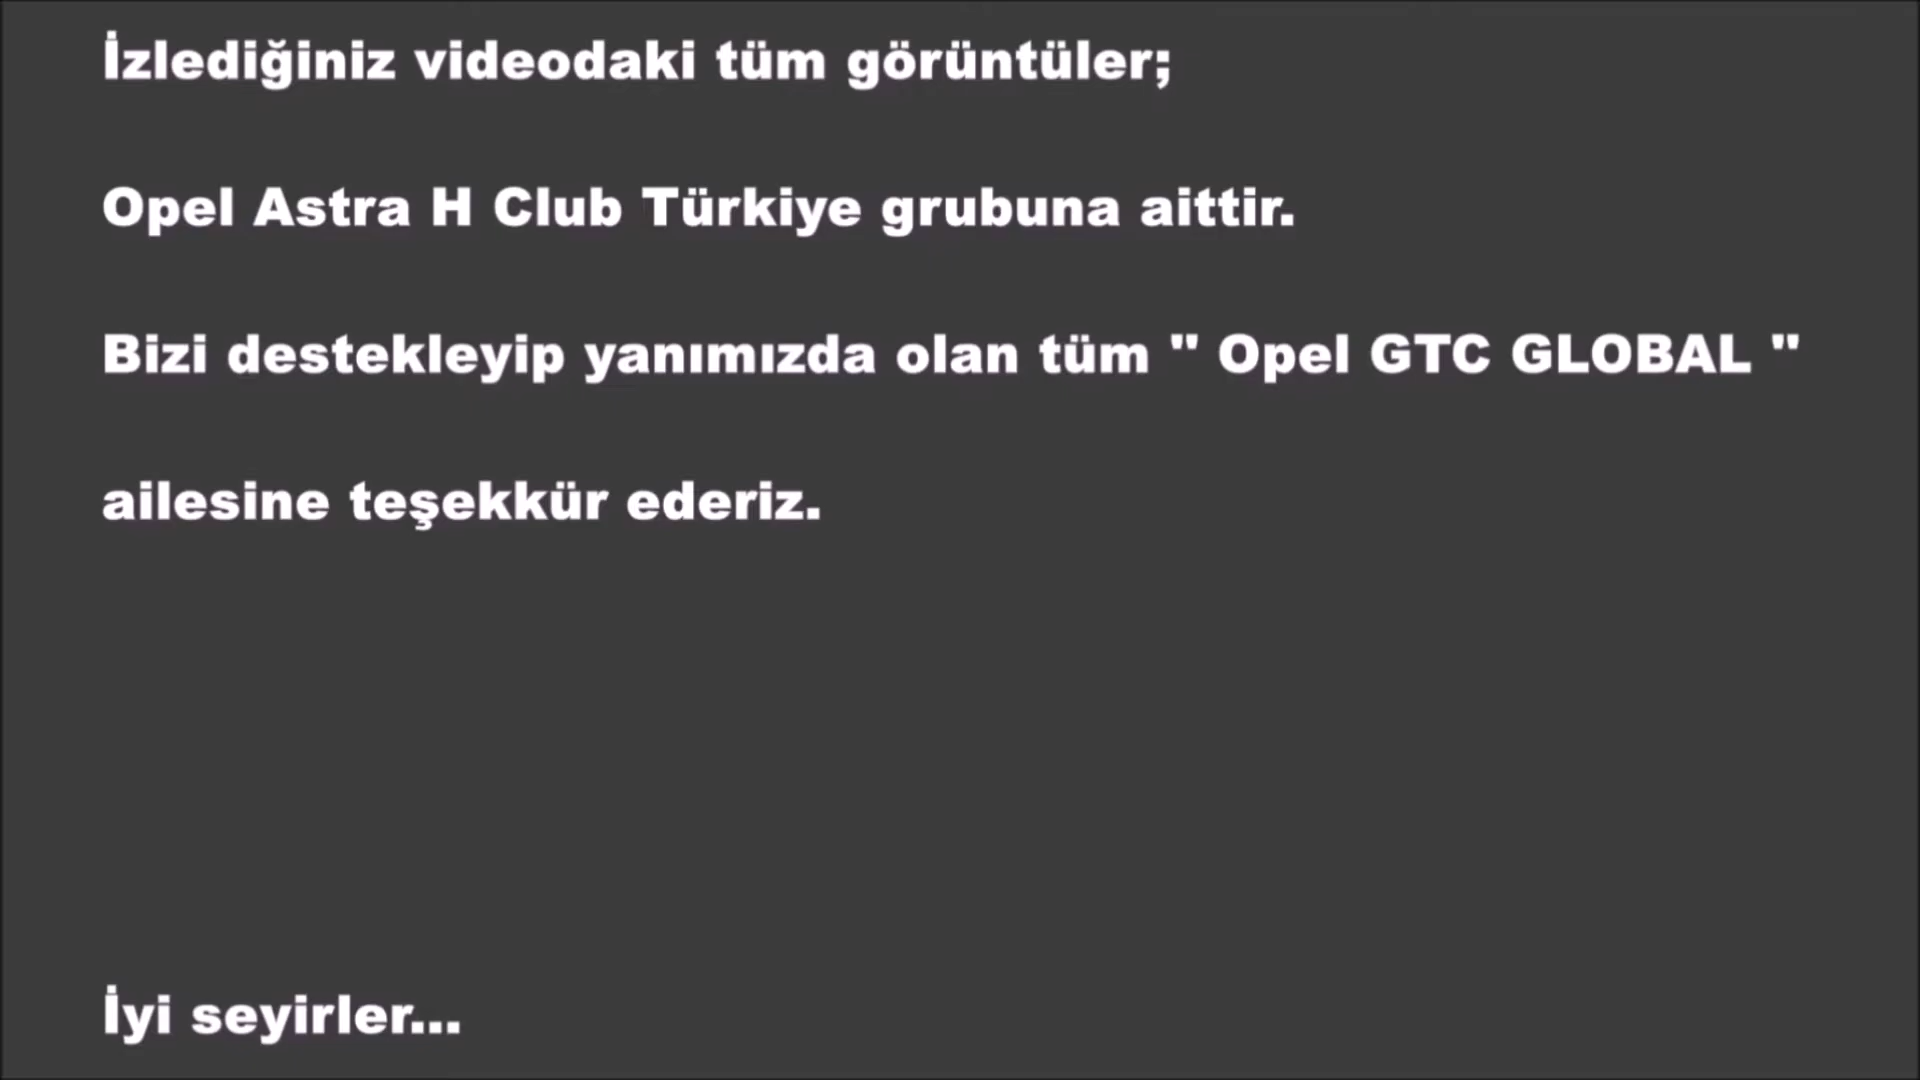 İzlediğiniz videodaki tüm görüntüler;
Opel Astra H Club Türkiye grubuna aittir.
Bizi destekleyip yanımızda olan tüm " Opel GTC GLOBAL "
ailesine teşekkür ederiz.
İyi seyirler...